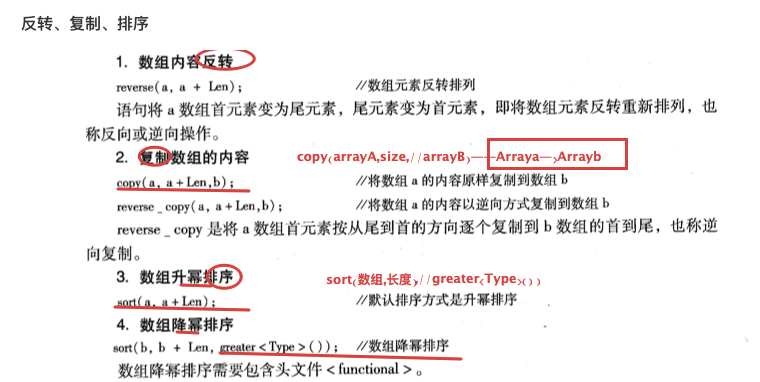 反转、复制、排序
1. 数组内容反转
reverse(a, a + Len); //数组元素反转排列
语句将 a 数组首元素变为尾元素，尾元素变为首元素，即将数组元素反转重新排列，也
称反向或逆向操作。
2. 复制数组的内容 copy(arrayA,size,//arrayB)——Arraya—>Arrayb
copy(a, a+Len,b); //将数组 a 的内容原样复制到数组 b
reverse_copy(a, a+Len,b); //将数组 a 的内容以逆向方式复制到数组 b
reverse_copy 是将 a 数组首元素按从尾到首的方向逐个复制到 b 数组的首到尾，也称逆
向复制。
3. 数组升幂排序 sort(数组,长度)//greater<Type>())
sort(a, a+Len); //默认排序方式是升幂排序
4. 数组降幂排序
sort(b, b + Len, greater<Type>()); //数组降幂排序
数组降幂排序需要包含头文件<functional>。